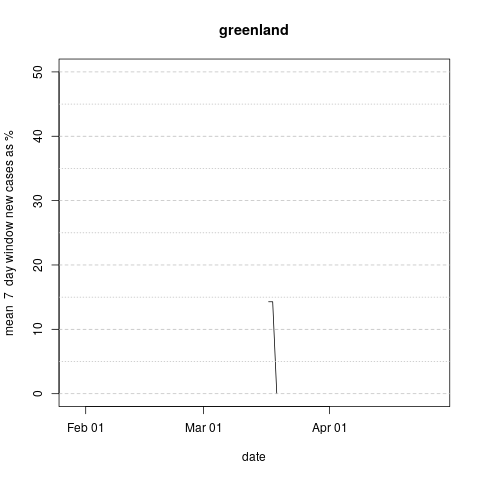 greenland
mean  7  day window new cases as %
50
40
30
20
10
0
Feb 01
Mar 01
Apr 01
date